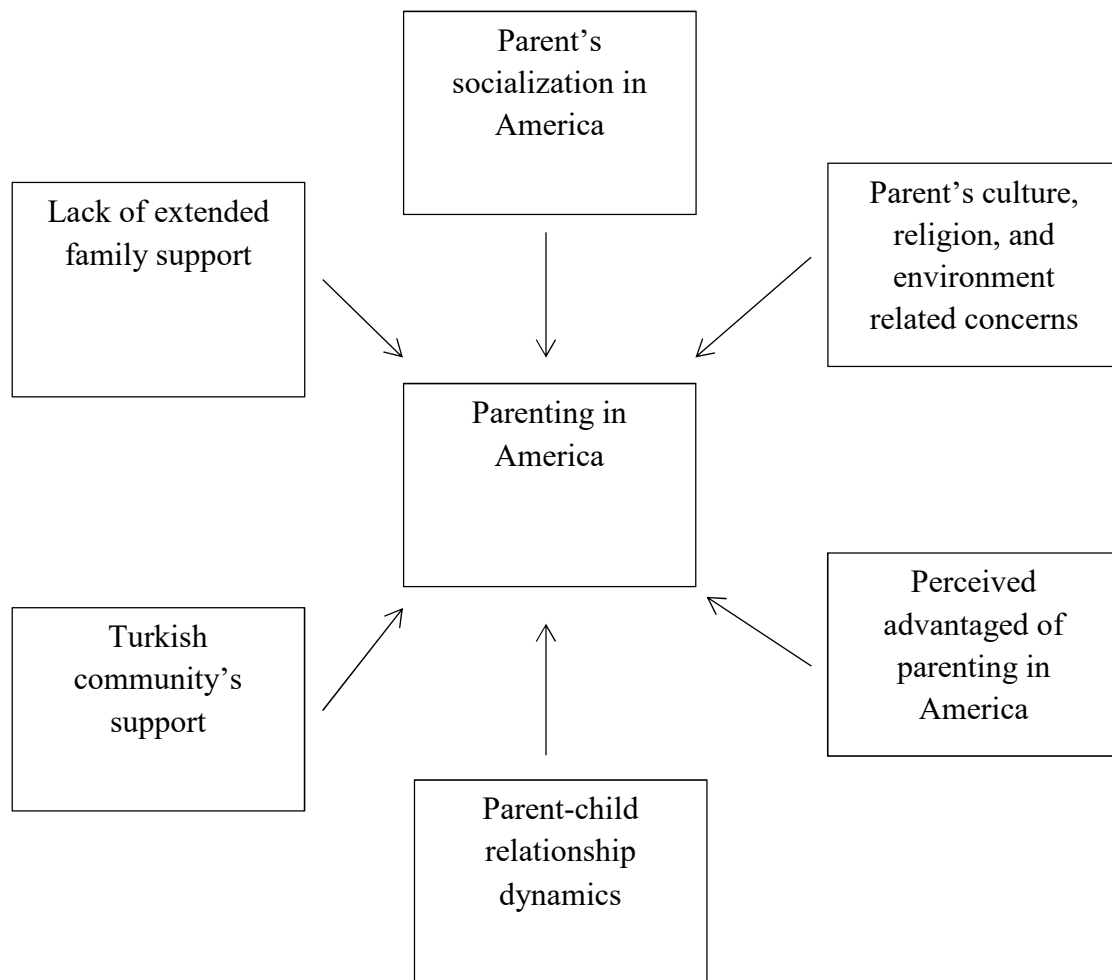 Parent’s
socialization in
America
Lack of extended
family support
Parent’s culture,
religion, and
environment
related concerns
Parenting in
America
Turkish
community’s
support
Perceived
advantaged of
parenting in
America
Parent-child
relationship
dynamics